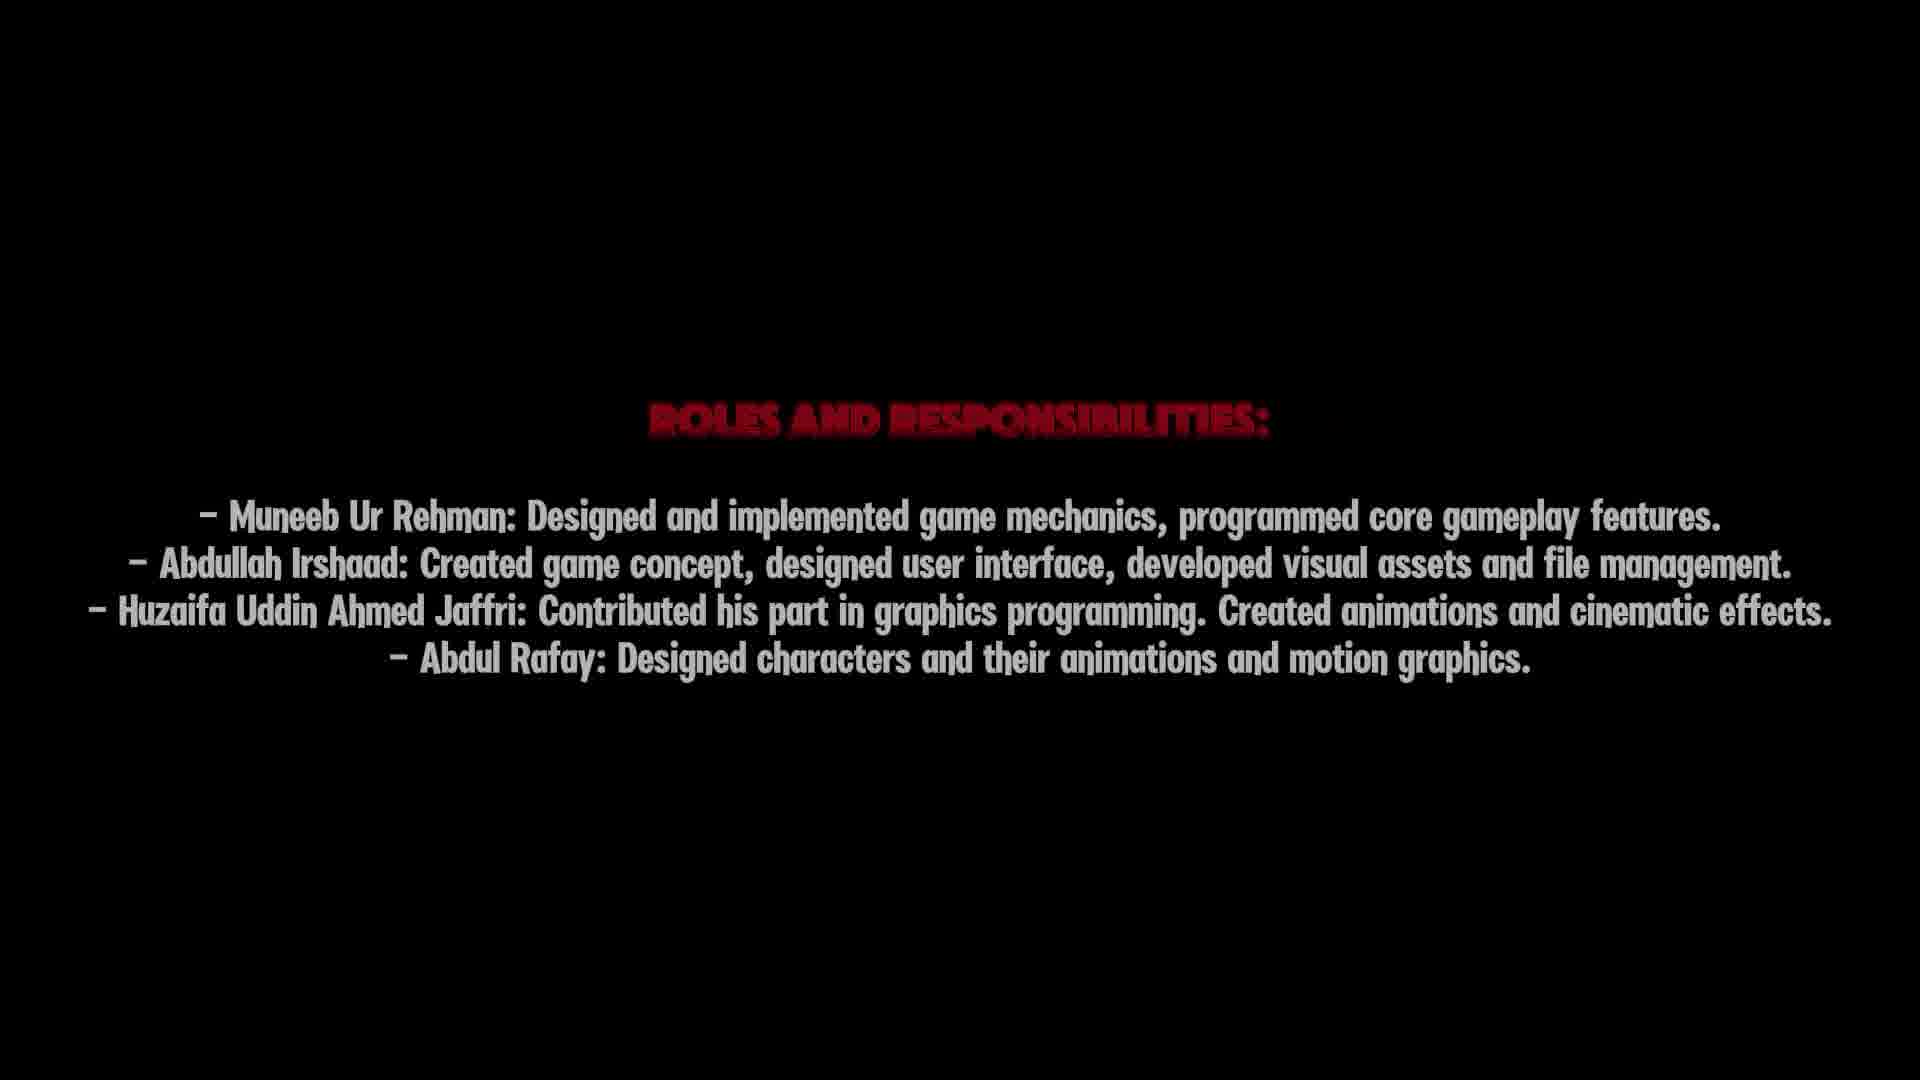 ROLES AND RESPONSIBILITIES:
- Muneeb Ur Rehman: Designed and implemented game mechanics, programmed core gameplay features.
- Abdullah Irshaad: Created game concept, designed user interface, developed visual assets and file management.
- Huzaifa Uddin Ahmed Jaffri: Contributed his part in graphics programming. Created animations and cinematic effects.
- Abdul Rafay: Designed characters and their animations and motion graphics.